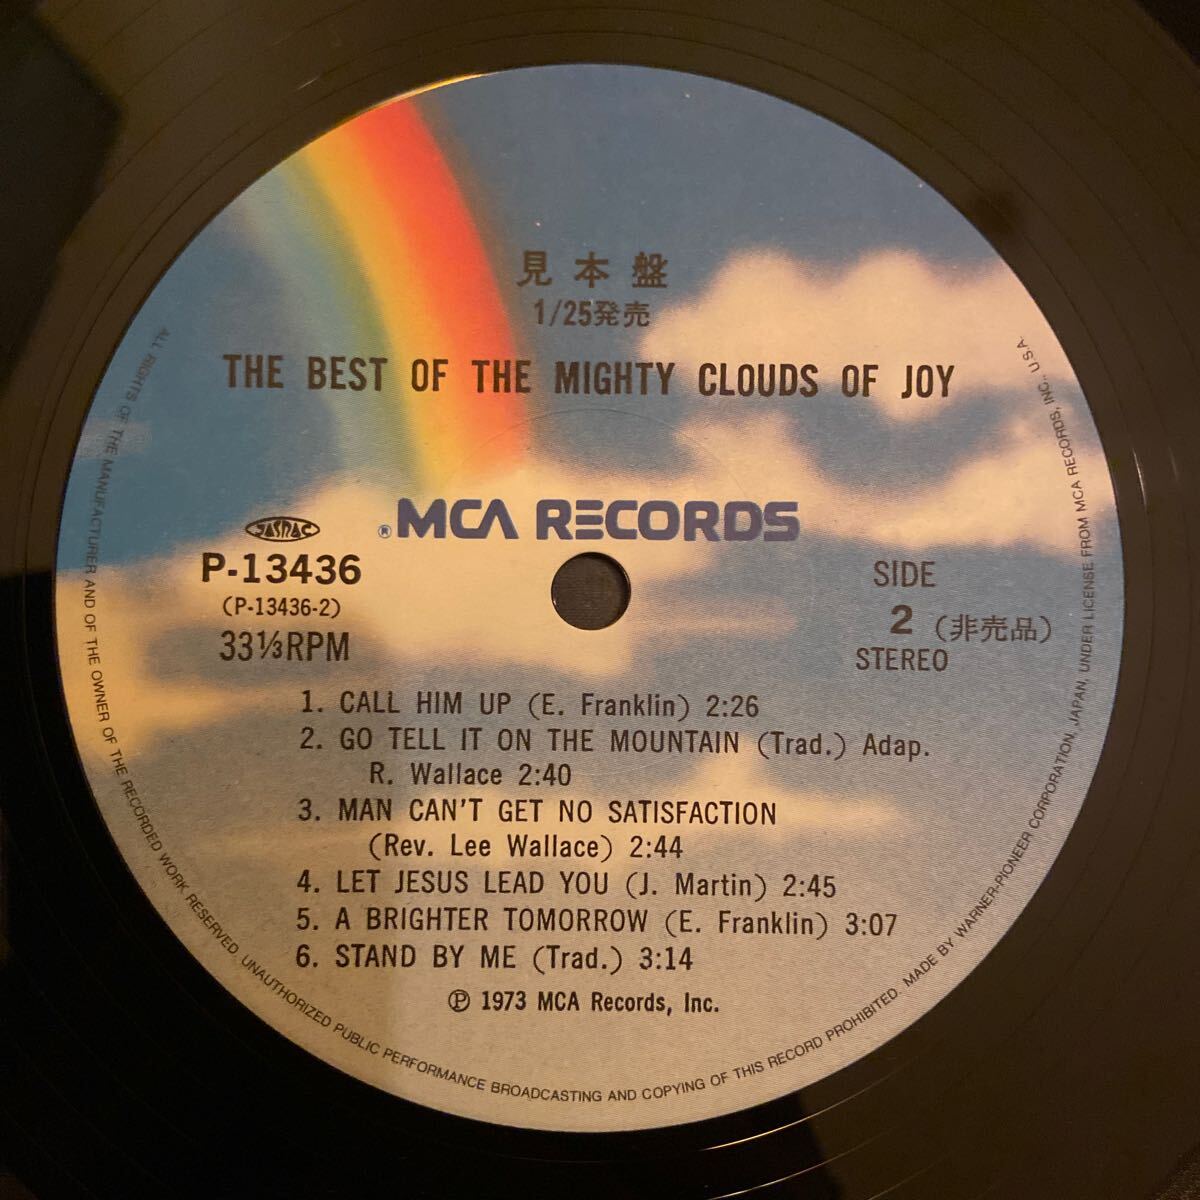 見本盤
1/25発売
THE BEST OF THE MIGHTY CLOUDS OF JOY
®MCA RECORDS
JASRAC
P-13436
(P-13436-2)
33⅓RPM
SIDE
2 (非売品)
STEREO
1. CALL HIM UP (E. Franklin) 2:26
2. GO TELL IT ON THE MOUNTAIN (Trad.) Adap.
R. Wallace 2:40
3. MAN CAN'T GET NO SATISFACTION
(Rev. Lee Wallace) 2:44
4. LET JESUS LEAD YOU (J. Martin) 2:45
5. A BRIGHTER TOMORROW (E. Franklin) 3:07
6. STAND BY ME (Trad.) 3:14
℗ 1973 MCA Records, Inc.
ALL RIGHTS OF THE MANUFACTURER AND OF THE OWNER OF THE RECORDED WORK RESERVED. UNAUTHORIZED PUBLIC PERFORMANCE BROADCASTING AND COPYING OF THIS RECORD PROHIBITED. MADE BY WARNER-PIONEER CORPORATION, JAPAN, UNDER LICENSE FROM MCA RECORDS, INC., U.S.A.